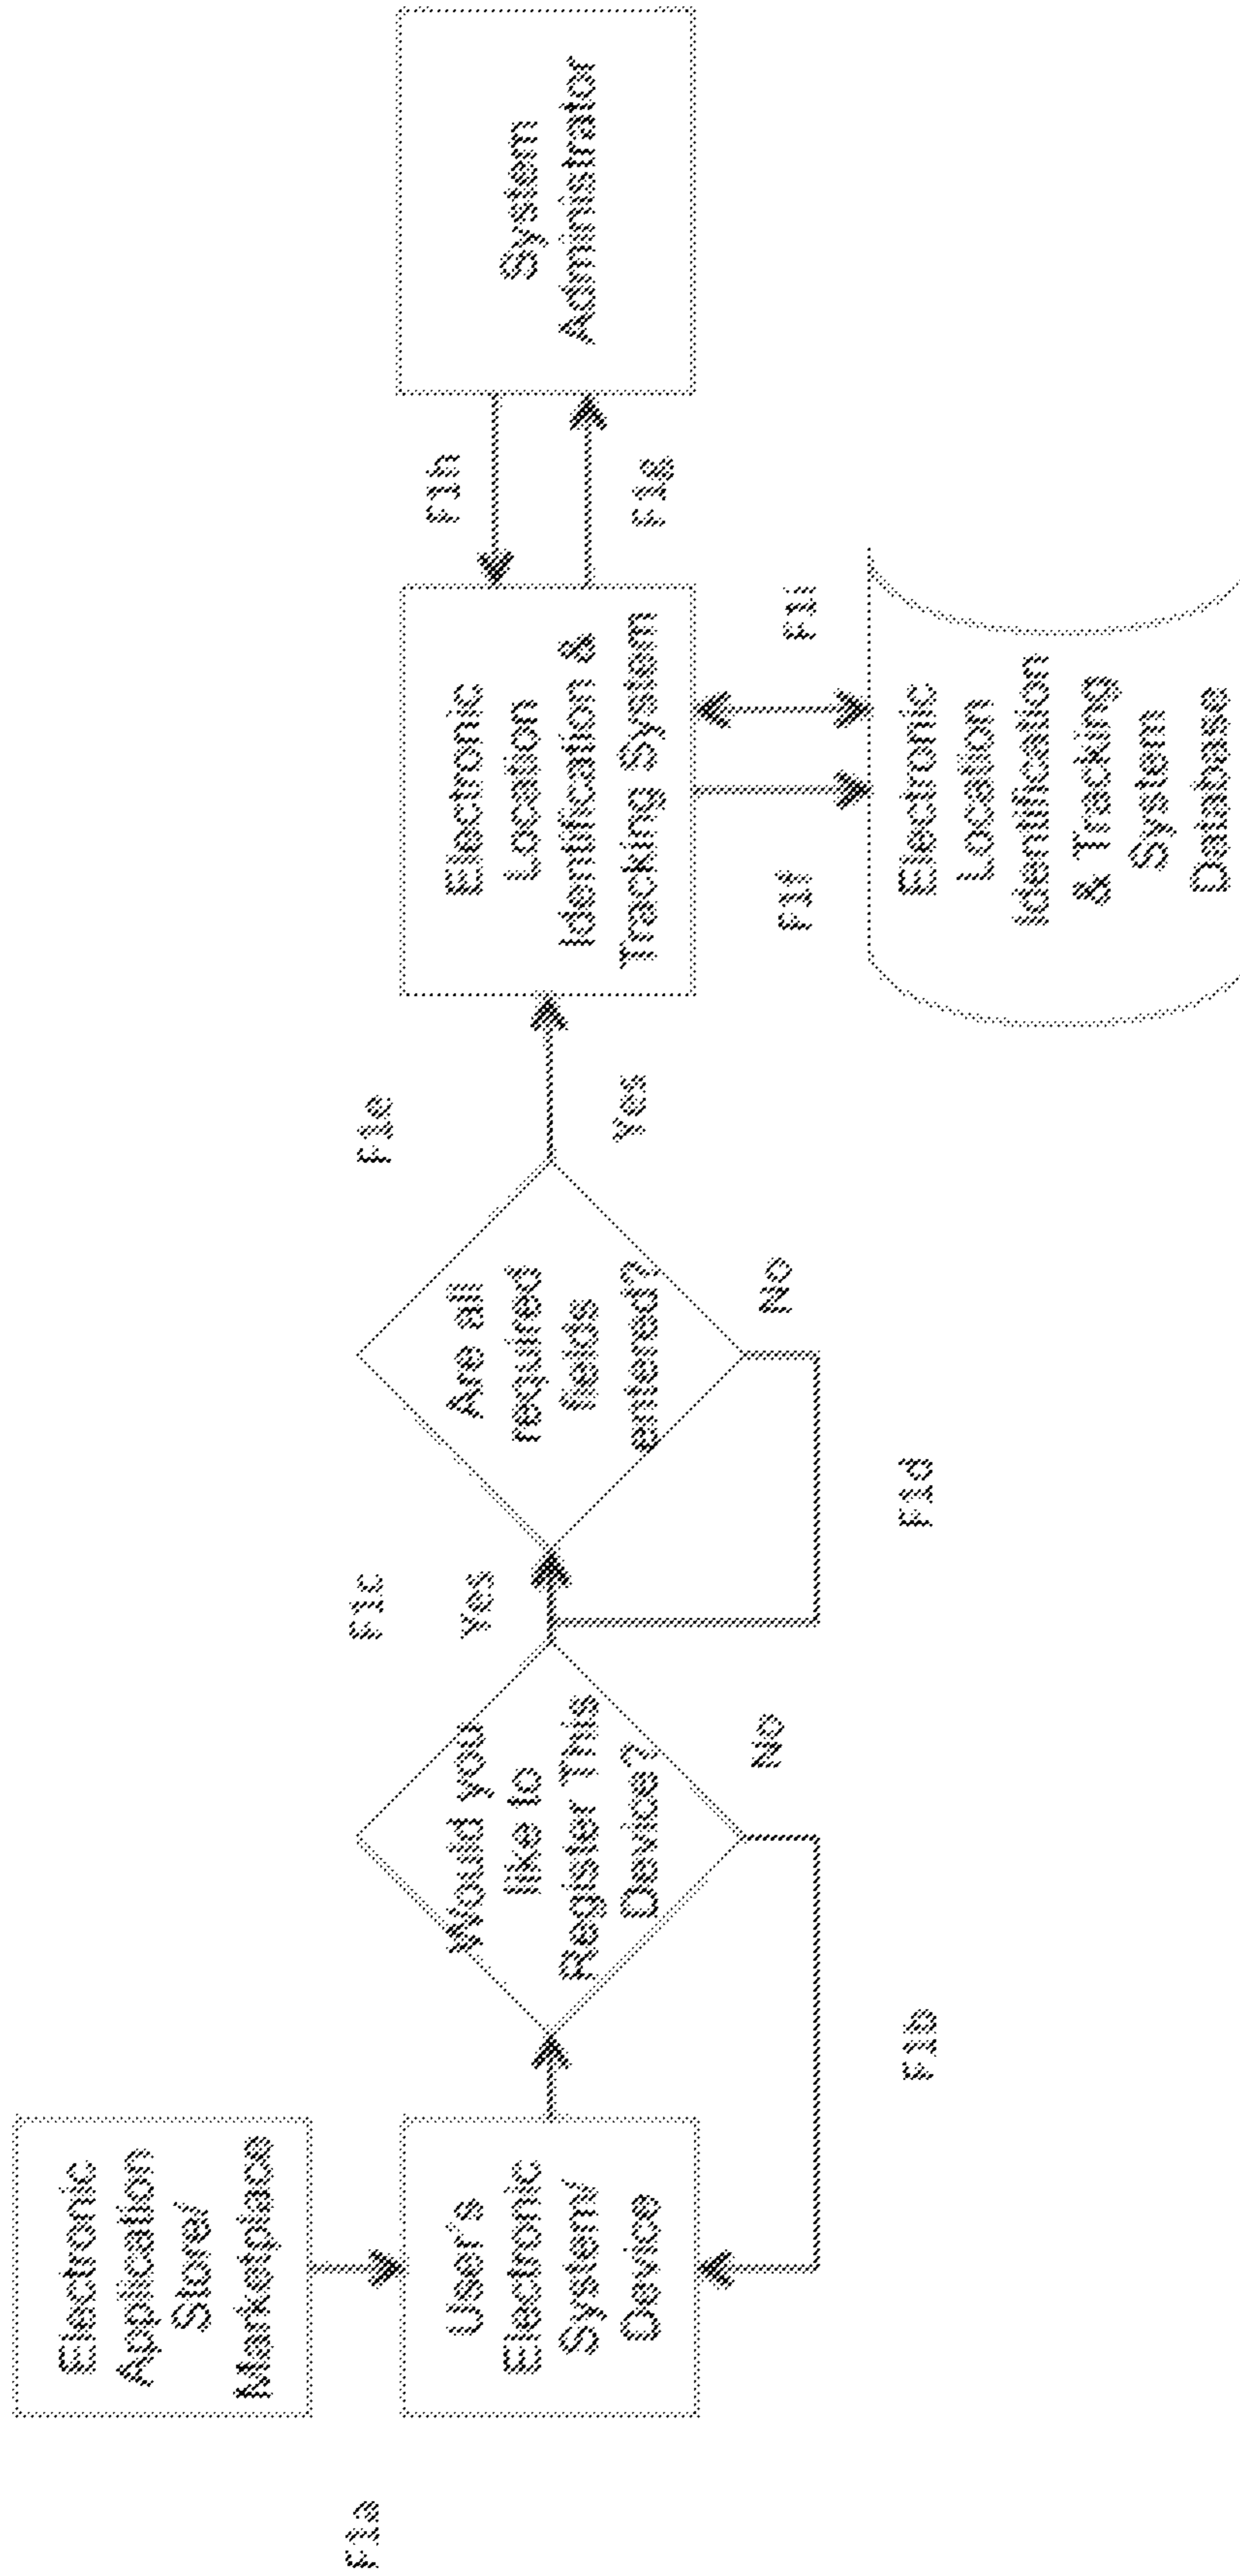 Electronic
Application
Store/
Marketplace
F1a
User's
Electronic
System/
Device
Would you
like to
Register This
Device?
No
F1b
F1c
Yes
Are all
required
fields
entered?
No
F1d
F1e
Yes
Electronic
Location
Identification &
Tracking System
F1f
F1i
Electronic
Location
Identification
& Tracking
System
Database
F1h
F1g
System
Administrator